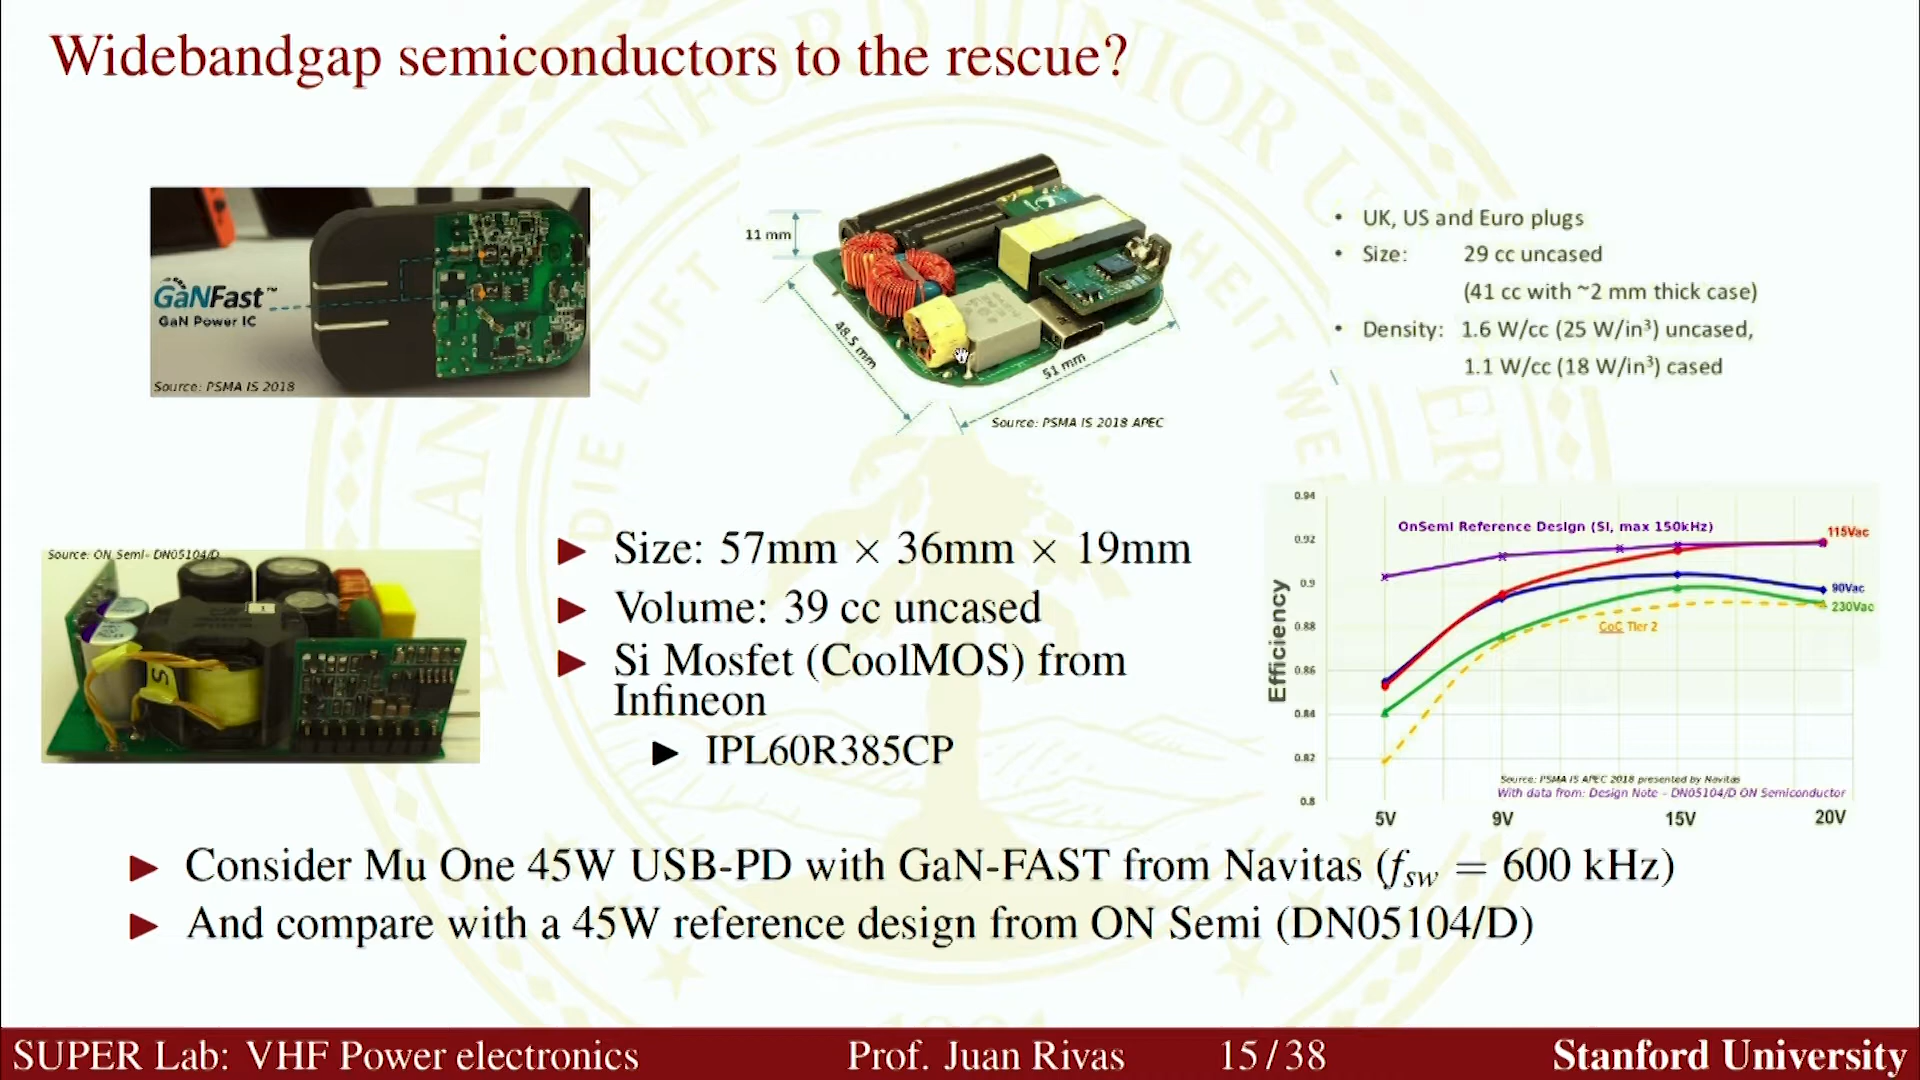 Widebandgap semiconductors to the rescue?
GaNFast™
GaN Power IC
Source: PSMA IS 2018
11 mm
48.5 mm
51 mm
Source: PSMA IS 2018 APEC
• UK, US and Euro plugs
• Size: 29 cc uncased
(41 cc with ~2 mm thick case)
• Density: 1.6 W/cc (25 W/in³) uncased,
1.1 W/cc (18 W/in³) cased
Source: ON Semi- DN05104/D
Size: 57mm × 36mm × 19mm
Volume: 39 cc uncased
Si Mosfet (CoolMOS) from
Infineon
IPL60R385CP
OnSemi Reference Design (Si, max 150kHz)
115Vac
90Vac
230Vac
CoC Tier 2
Efficiency
0.94
0.92
0.9
0.88
0.86
0.84
0.82
0.8
Source: PSMA IS APEC 2018 presented by Navitas
With data from: Design Note - DN05104/D ON Semiconductor
5V 9V 15V 20V
Consider Mu One 45W USB-PD with GaN-FAST from Navitas (fsw = 600 kHz)
And compare with a 45W reference design from ON Semi (DN05104/D)
SUPER Lab: VHF Power electronics Prof. Juan Rivas 15/38 Stanford University